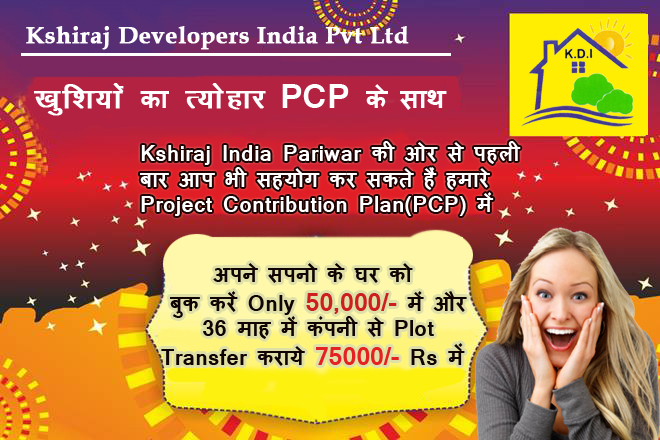 Kshiraj Developers India Pvt Ltd
K.D.I
खुशियों का त्योहार PCP के साथ
Kshiraj India Pariwar की ओर से पहली
बार आप भी सहयोग कर सकते हैं हमारे
Project Contribution Plan(PCP) में
अपने सपनो के घर को
बुक करें Only 50,000/- में और
36 माह में कंपनी से Plot
Transfer कराये 75000/- Rs में